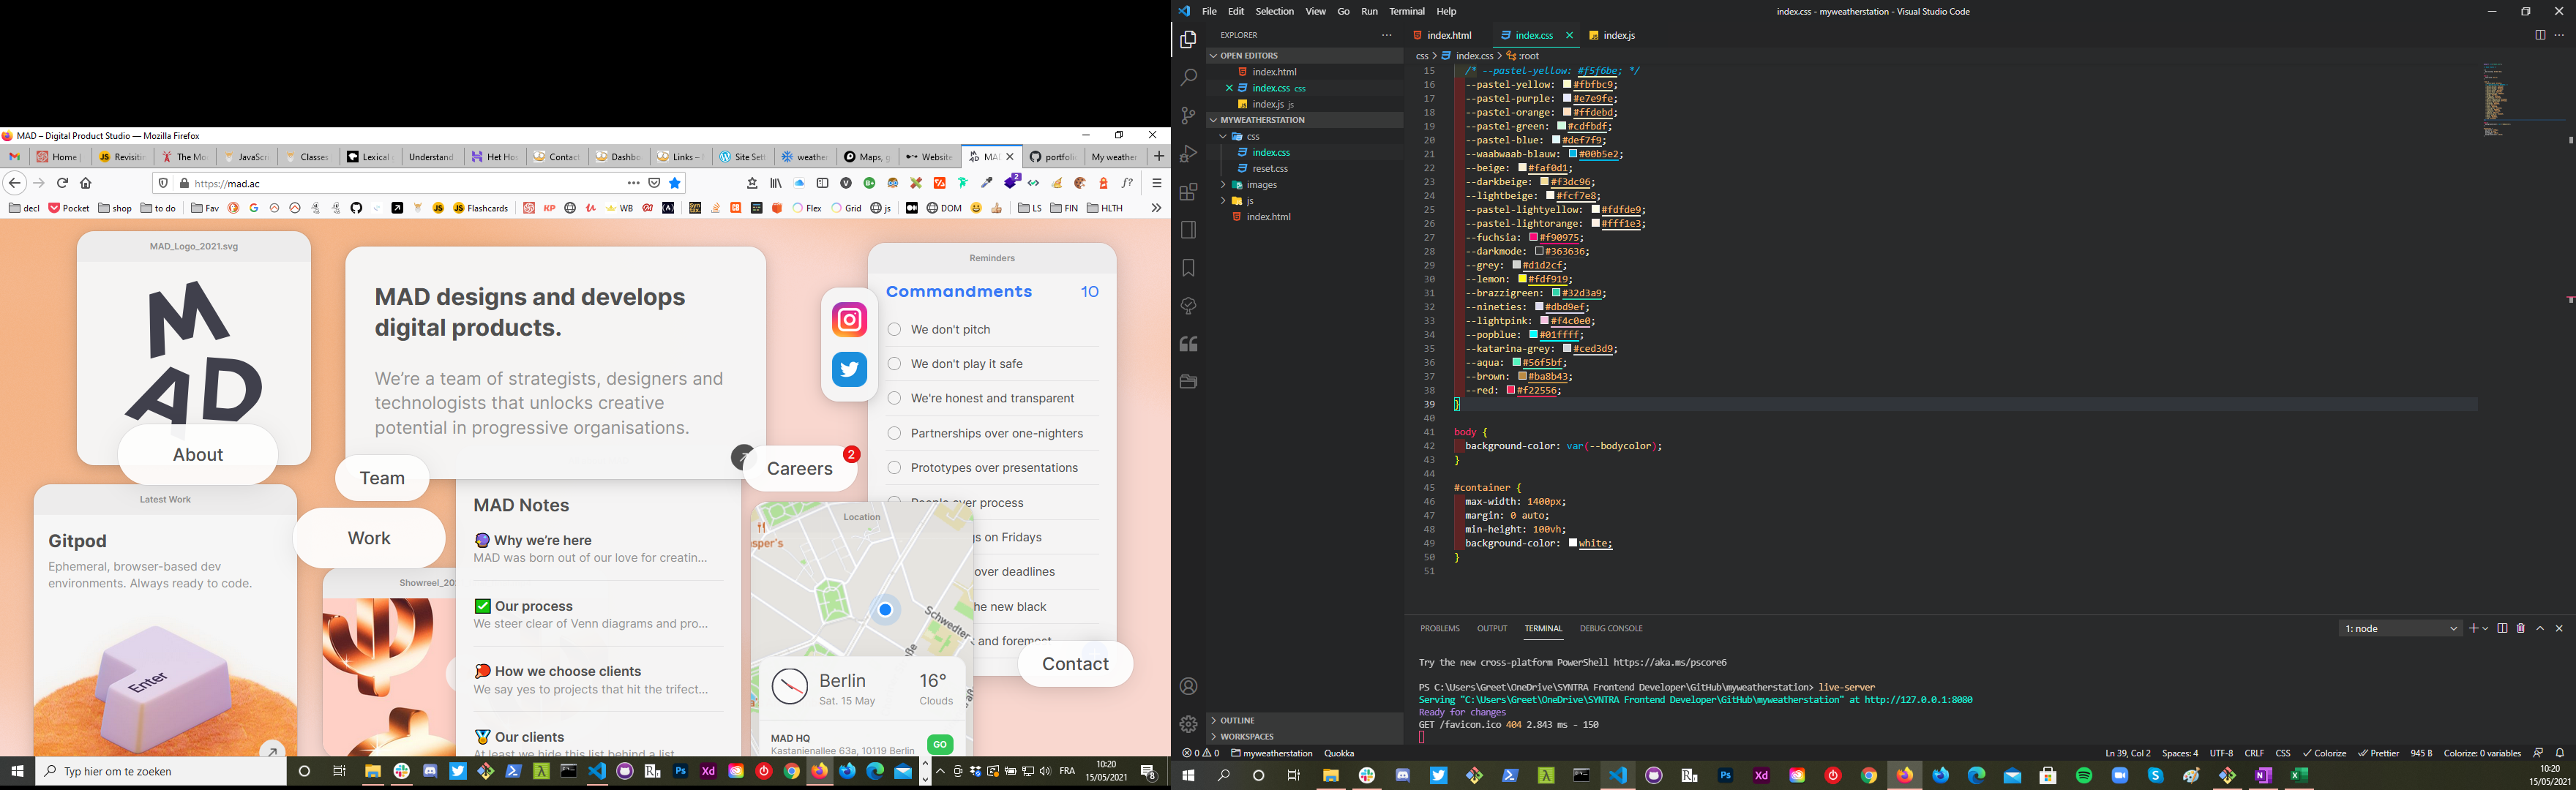 MAD – Digital Product Studio — Mozilla Firefox
Home
Revisitin
The Mo
JavaScri
Classes
Lexical
Understand
Het Ho
Contact
Dashbo
Links –
Site Set
weather
Maps, g
Website
MAD
portfoli
My weather
https://mad.ac
decl
Pocket
shop
to do
Fav
Flashcards
KP
WB
Flex
Grid
js
DOM
LS
FIN
HLTH
MAD_Logo_2021.svg
MAD
About
MAD designs and develops
digital products.
We're a team of strategists, designers and
technologists that unlocks creative
potential in progressive organisations.
Team
Work
Careers
2
Reminders
Commandments 10
We don't pitch
We don't play it safe
We're honest and transparent
Partnerships over one-nighters
Prototypes over presentations
People over process
s on Fridays
over deadlines
he new black
and foremost
Contact
Latest Work
Gitpod
Ephemeral, browser-based dev
environments. Always ready to code.
Enter
Showreel_20
MAD Notes
Why we're here
MAD was born out of our love for creatin...
Our process
We steer clear of Venn diagrams and pro...
How we choose clients
We say yes to projects that hit the trifect...
Our clients
At least we hide this list behind a list
Location
sper's
Schwedter
Berlin 16°
Sat. 15 May Clouds
MAD HQ
Kastanienallee 63a, 10119 Berlin
GO
Typ hier om te zoeken
FRA
10:20
15/05/2021
8
File Edit Selection View Go Run Terminal Help
index.css - myweatherstation - Visual Studio Code
EXPLORER
OPEN EDITORS
index.html
index.css css
index.js js
MYWEATHERSTATION
css
index.css
reset.css
images
js
index.html
OUTLINE
WORKSPACES
index.html
index.css
index.js
css > index.css > :root
15 /* --pastel-yellow: #f5f6be; */
16 --pastel-yellow: #fbfbc9;
17 --pastel-purple: #e7e9fe;
18 --pastel-orange: #ffdebd;
19 --pastel-green: #cdfbdf;
20 --pastel-blue: #def7f9;
21 --waabwaab-blauw: #00b5e2;
22 --beige: #faf0d1;
23 --darkbeige: #f3dc96;
24 --lightbeige: #fcf7e8;
25 --pastel-lightyellow: #fdfde9;
26 --pastel-lightorange: #fff1e3;
27 --fuchsia: #f90975;
28 --darkmode: #363636;
29 --grey: #d1d2cf;
30 --lemon: #fdf919;
31 --brazzigreen: #32d3a9;
32 --nineties: #dbd9ef;
33 --lightpink: #f4c0e0;
34 --popblue: #01ffff;
35 --katarina-grey: #ced3d9;
36 --aqua: #56f5bf;
37 --brown: #ba8b43;
38 --red: #f22556;
39 }
40
41 body {
42 background-color: var(--bodycolor);
43 }
44
45 #container {
46 max-width: 1400px;
47 margin: 0 auto;
48 min-height: 100vh;
49 background-color: white;
50 }
51
PROBLEMS OUTPUT TERMINAL DEBUG CONSOLE
1: node
Try the new cross-platform PowerShell https://aka.ms/pscore6
PS C:\Users\Greet\OneDrive\SYNTRA Frontend Developer\GitHub\myweatherstation> live-server
Serving "C:\Users\Greet\OneDrive\SYNTRA Frontend Developer\GitHub\myweatherstation" at http://127.0.0.1:8080
Ready for changes
GET /favicon.ico 404 2.843 ms - 150
0 0 myweatherstation Quokka
Ln 39, Col 2 Spaces: 4 UTF-8 CRLF CSS Colorize Prettier 945 B Colorize: 0 variables
10:20
15/05/2021